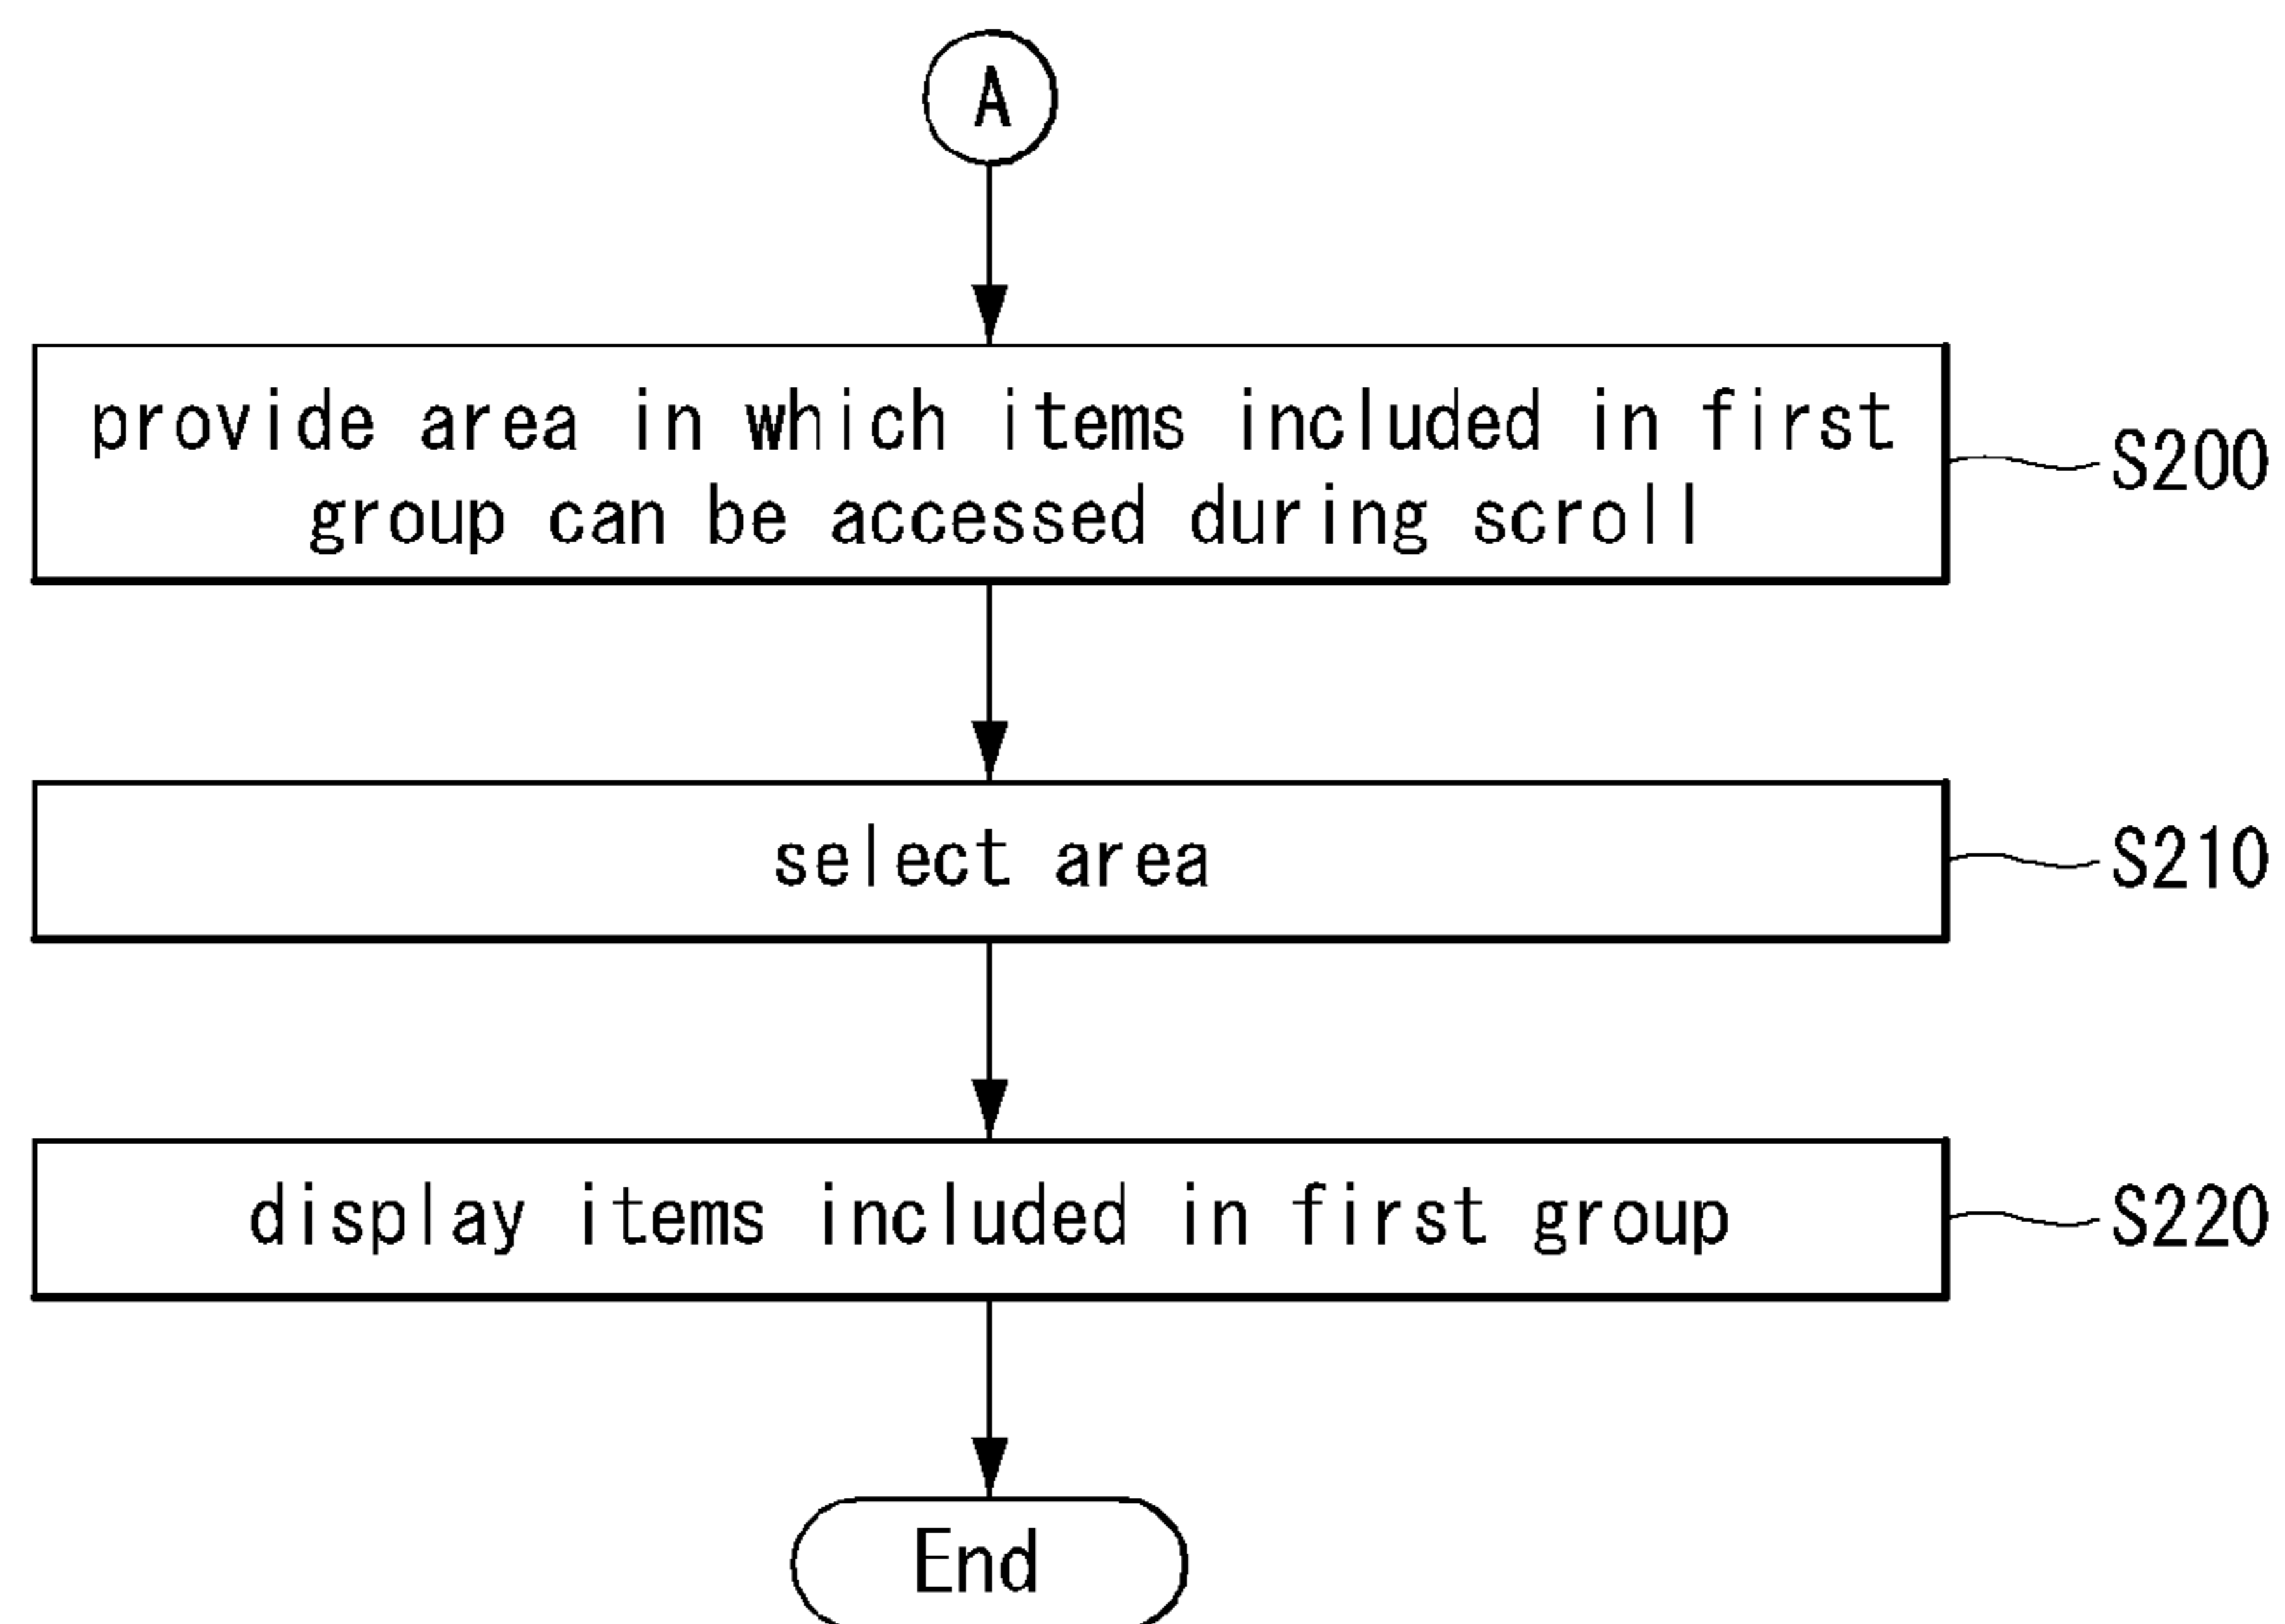 A
provide area in which items included in first
group can be accessed during scroll
S200
select area
S210
display items included in first group
S220
End